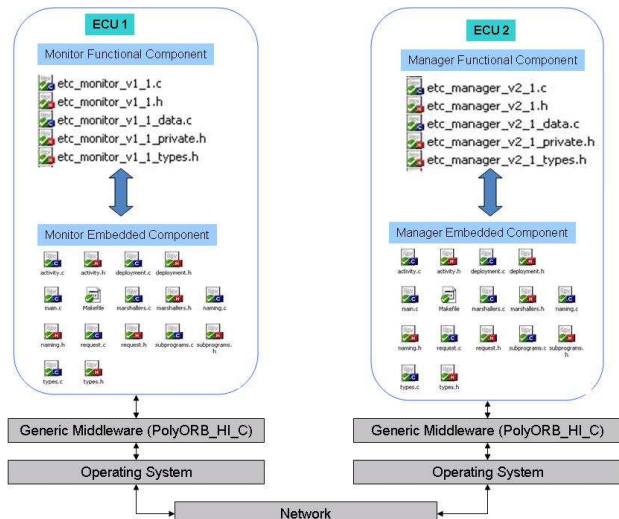 ECU 1
Monitor Functional Component
etc_monitor_v1_1.c
etc_monitor_v1_1.h
etc_monitor_v1_1_data.c
etc_monitor_v1_1_private.h
etc_monitor_v1_1_types.h
Monitor Embedded Component
activity.c activity.h deployment.c deployment.h
main.c Makefile marshallers.c marshallers.h naming.c
naming.h request.c request.h subprograms.c subprograms.
h
types.c types.h
Generic Middleware (PolyORB_HI_C)
Operating System
ECU 2
Manager Functional Component
etc_manager_v2_1.c
etc_manager_v2_1.h
etc_manager_v2_1_data.c
etc_manager_v2_1_private.h
etc_manager_v2_1_types.h
Manager Embedded Component
activity.c activity.h deployment.c deployment.h
main.c Makefile marshallers.c marshallers.h naming.c
naming.h request.c request.h subprograms.c subprograms.
h
types.c types.h
Generic Middleware (PolyORB_HI_C)
Operating System
Network